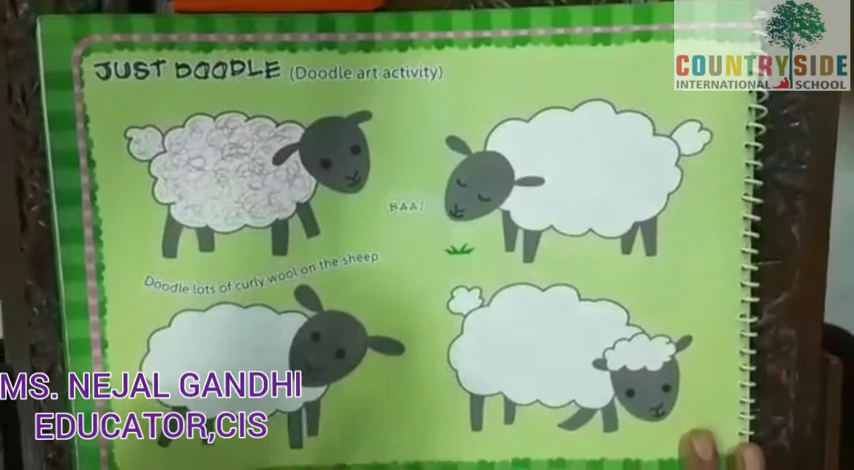 JUST DOODLE (Doodle art activity)
COUNTRYSIDE
INTERNATIONAL SCHOOL
BAA!
Doodle lots of curly wool on the sheep
MS. NEJAL GANDHI
EDUCATOR,CIS